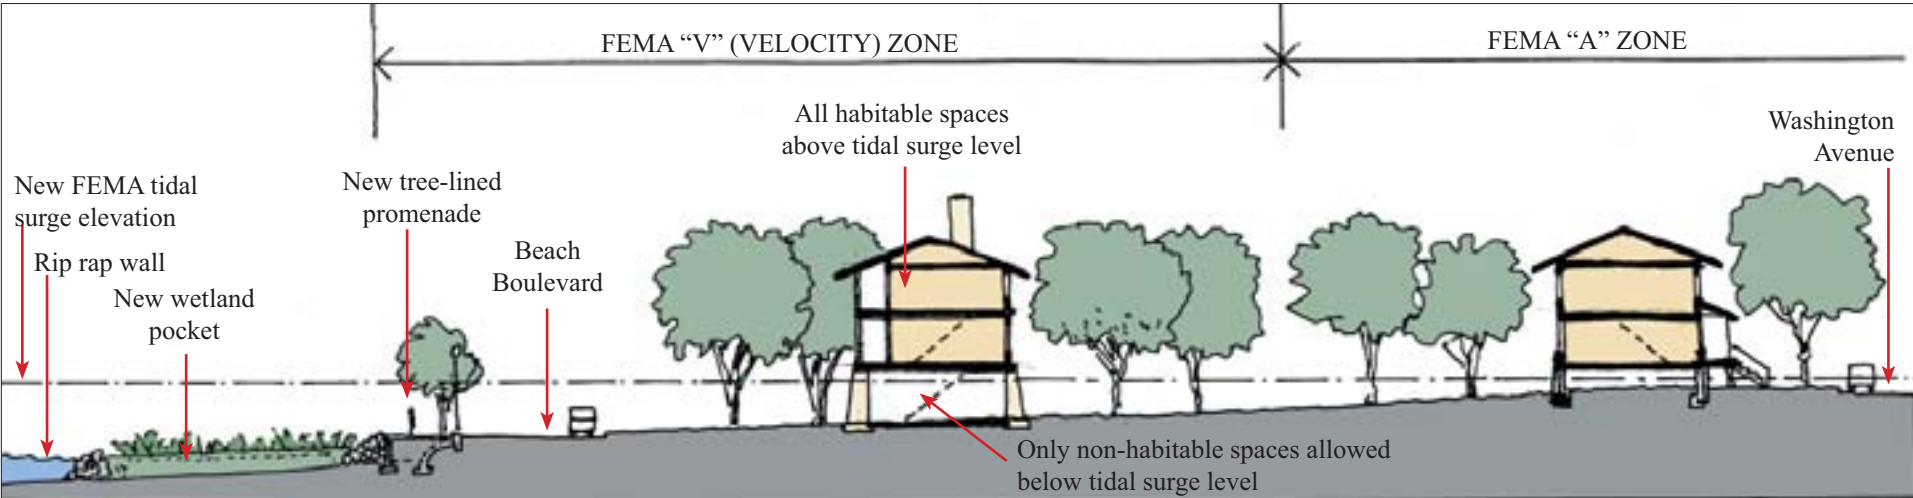 FEMA “V” (VELOCITY) ZONE
FEMA “A” ZONE
All habitable spaces
above tidal surge level
Washington
Avenue
New FEMA tidal
surge elevation
New tree-lined
promenade
Rip rap wall
Beach
Boulevard
New wetland
pocket
Only non-habitable spaces allowed
below tidal surge level